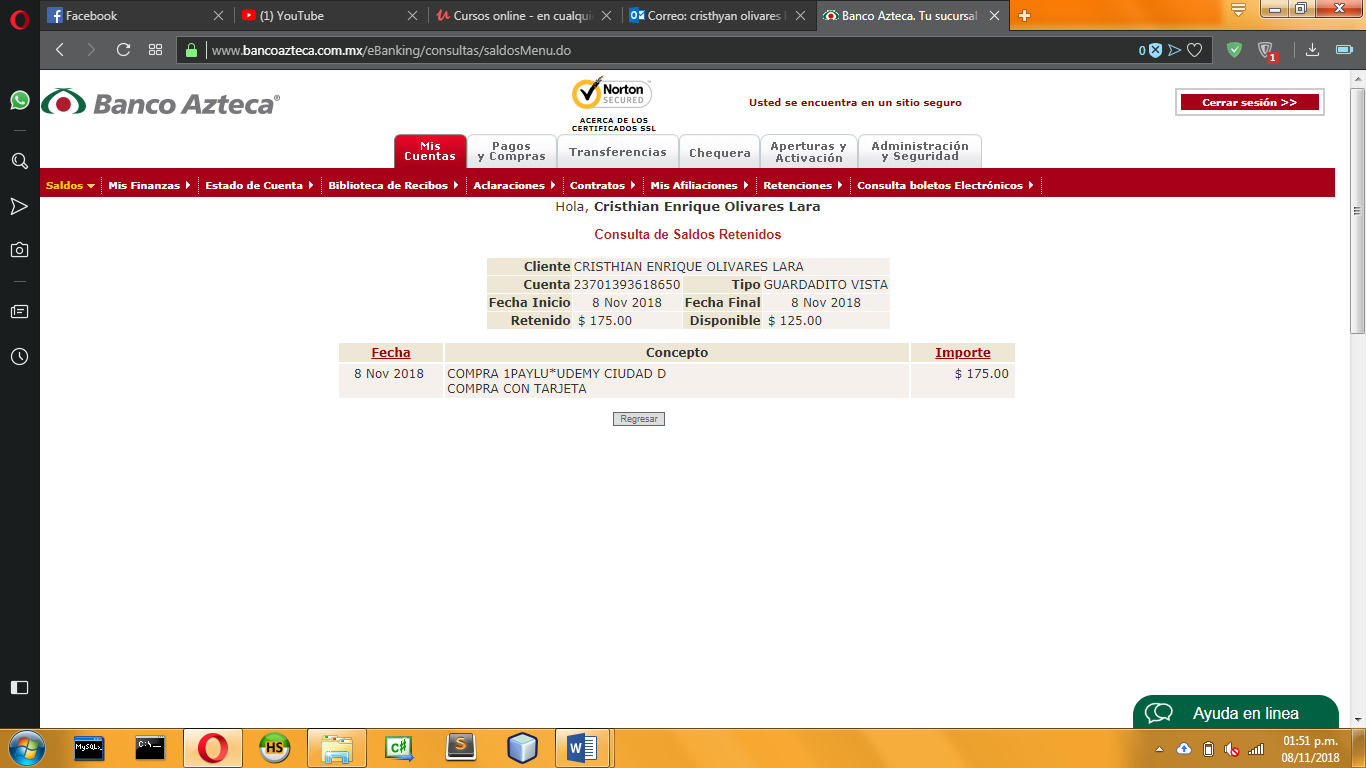 Facebook
(1) YouTube
Cursos online - en cualqui
Correo: cristhyan olivares l
Banco Azteca. Tu sucursal
www.bancoazteca.com.mx/eBanking/consultas/saldosMenu.do
0
1
Banco Azteca®
Norton
SECURED
ACERCA DE LOS
CERTIFICADOS SSL
Usted se encuentra en un sitio seguro
Cerrar sesión >>
Mis Cuentas
Pagos y Compras
Transferencias
Chequera
Aperturas y Activación
Administración y Seguridad
Saldos Mis Finanzas Estado de Cuenta Biblioteca de Recibos Aclaraciones Contratos Mis Afiliaciones Retenciones Consulta boletos Electrónicos
Hola, Cristhian Enrique Olivares Lara
Consulta de Saldos Retenidos
Cliente CRISTHIAN ENRIQUE OLIVARES LARA
Cuenta 23701393618650 Tipo GUARDADITO VISTA
Fecha Inicio 8 Nov 2018 Fecha Final 8 Nov 2018
Retenido $ 175.00 Disponible $ 125.00
Fecha Concepto Importe
8 Nov 2018 COMPRA 1PAYLU*UDEMY CIUDAD D $ 175.00
COMPRA CON TARJETA
Regresar
Ayuda en linea
MySQL
C:\
HS
C#
S
W
01:51 p.m.
08/11/2018